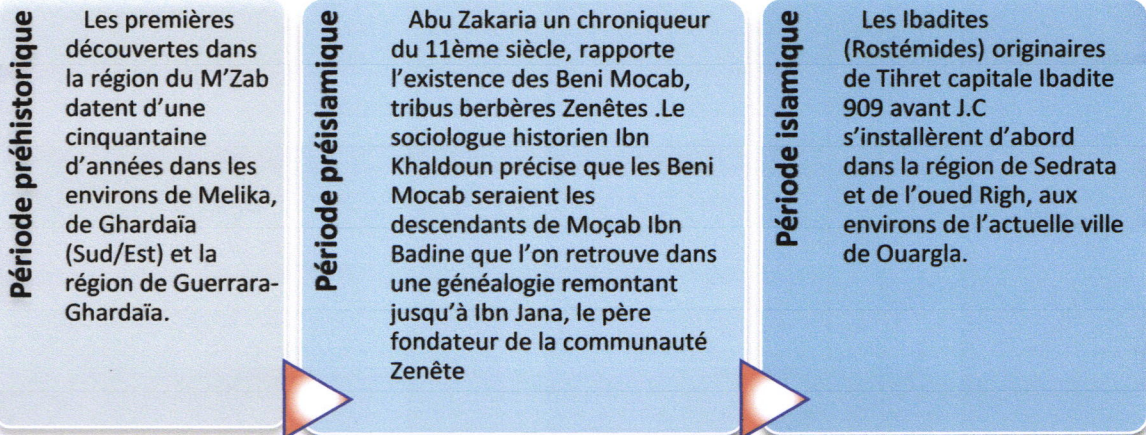 Période préhistorique
Les premières
découvertes dans
la région du M’Zab
datent d’une
cinquantaine
d’années dans les
environs de Melika,
de Ghardaïa
(Sud/Est) et la
région de Guerrara-
Ghardaïa.
Période préislamique
Abu Zakaria un chroniqueur
du 11ème siècle, rapporte
l’existence des Beni Mocab,
tribus berbères Zenêtes .Le
sociologue historien Ibn
Khaldoun précise que les Beni
Mocab seraient les
descendants de Moçab Ibn
Badine que l’on retrouve dans
une généalogie remontant
jusqu’à Ibn Jana, le père
fondateur de la communauté
Zenête
Période islamique
Les Ibadites
(Rostémides) originaires
de Tihret capitale Ibadite
909 avant J.C
s’installèrent d’abord
dans la région de Sedrata
et de l’oued Righ, aux
environs de l’actuelle ville
de Ouargla.